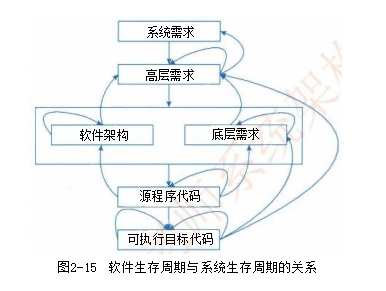 系统需求
高层需求
软件架构
底层需求
源程序代码
可执行目标代码
图2-15 软件生存周期与系统生存周期的关系